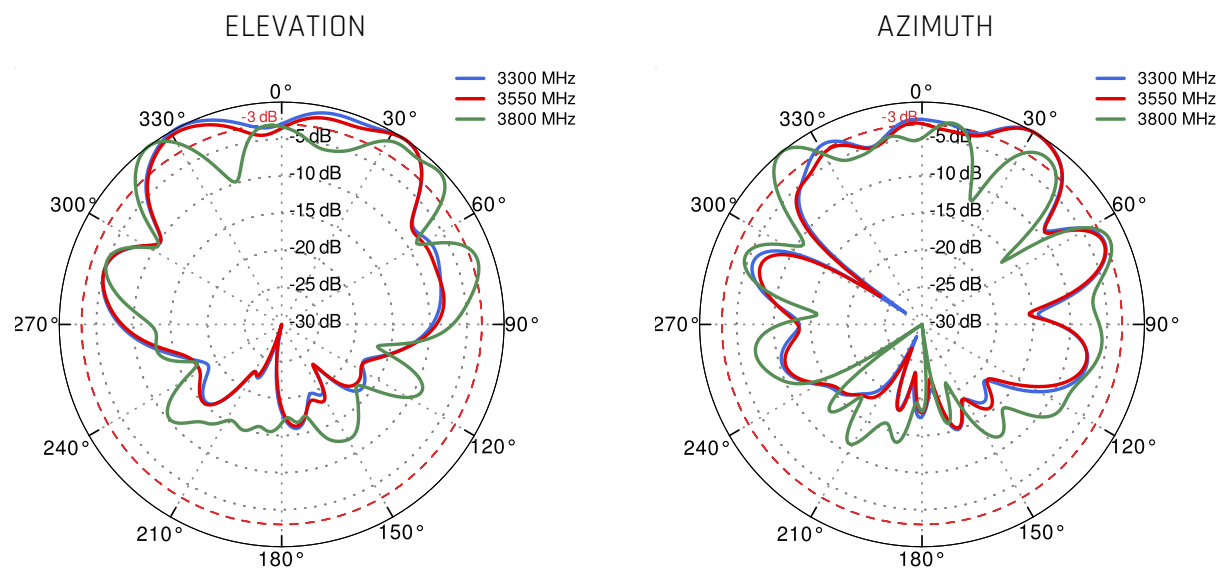 ELEVATION
3300 MHz
3550 MHz
3800 MHz
0°
330°
-3 dB
30°
-5 dB
-10 dB
300°
-15 dB
60°
-20 dB
-25 dB
270°
-30 dB
90°
240°
120°
210°
150°
180°
AZIMUTH
3300 MHz
3550 MHz
3800 MHz
0°
330°
-3 dB
30°
-5 dB
-10 dB
300°
-15 dB
60°
-20 dB
-25 dB
270°
-30 dB
90°
240°
120°
210°
150°
180°